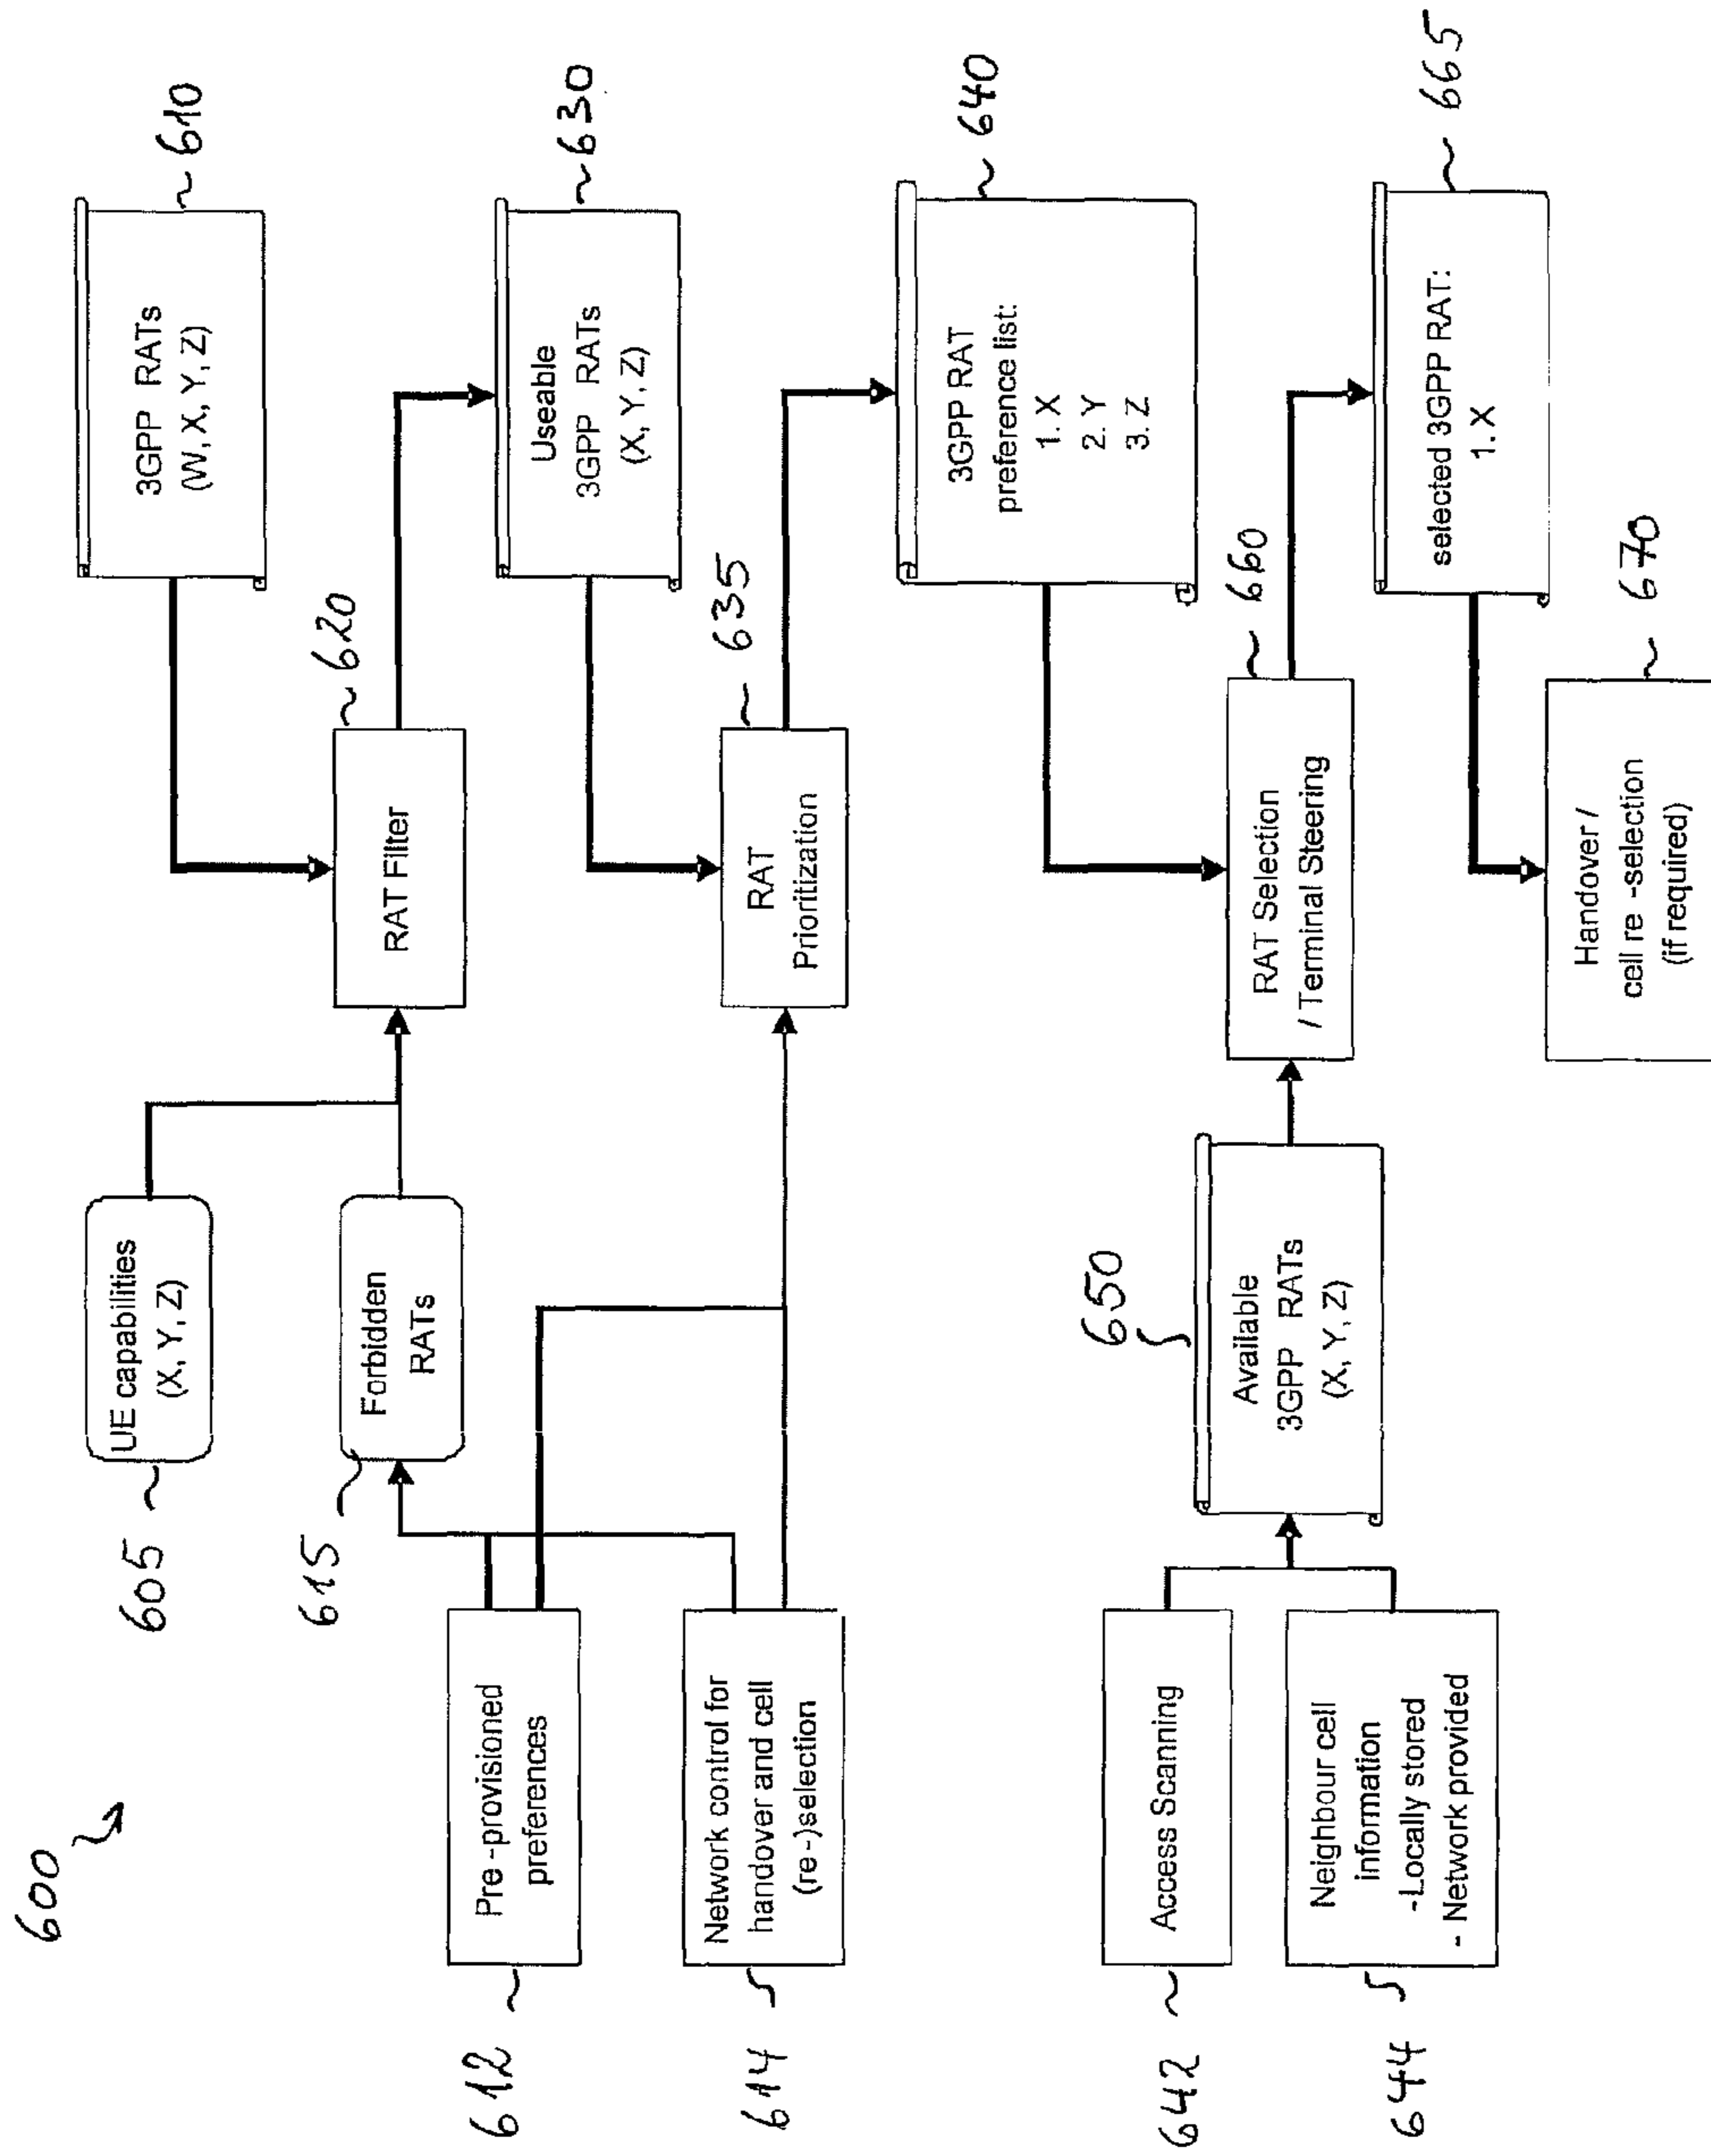 600
605
UE capabilities
(X, Y, Z)
3GPP RATs
(W, X, Y, Z)
610
615
Forbidden
RATs
RAT Filter
620
612
Pre -provisioned
preferences
Useable
3GPP RATs
(X, Y, Z)
630
614
Network control for
handover and cell
(re -)selection
RAT
Prioritization
635
3GPP RAT
preference list:
1. X
2. Y
3. Z
640
642
Access Scanning
650
Available
3GPP RATs
(X, Y, Z)
RAT Selection
/ Terminal Steering
660
644
Neighbour cell
information
-Locally stored
- Network provided
selected 3GPP RAT:
1. X
665
Handover /
cell re -selection
(if required)
670